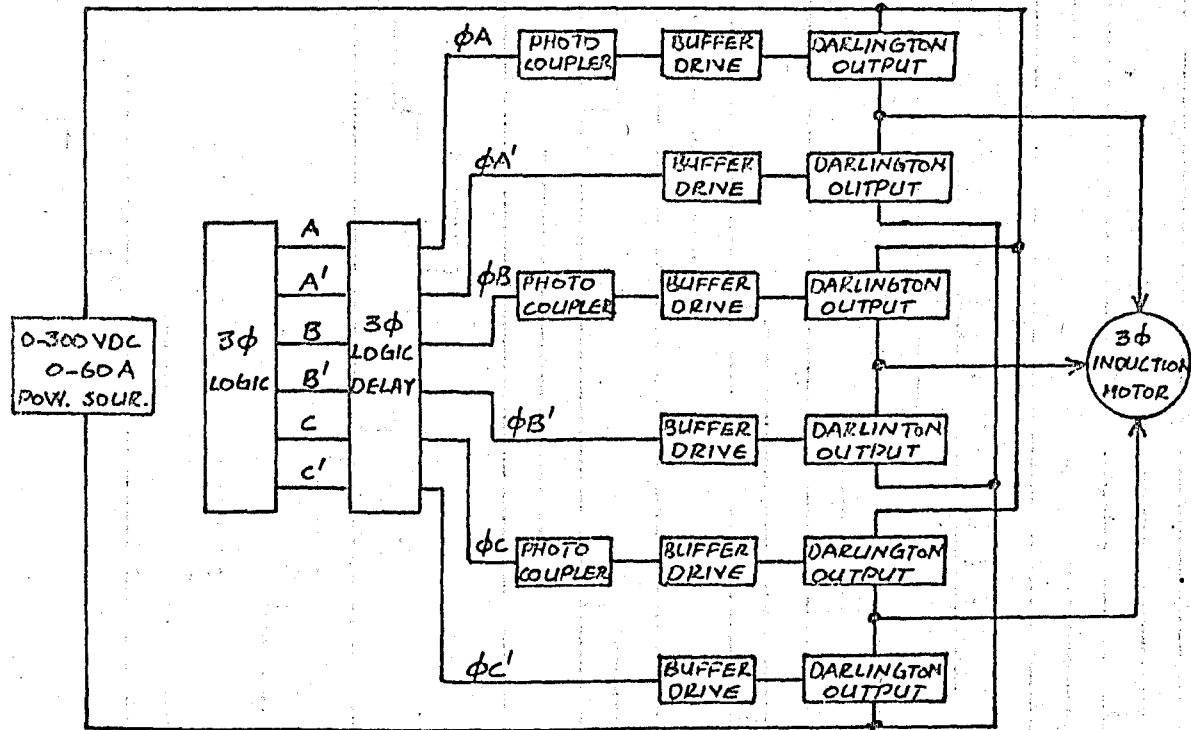 ϕA
PHOTO
COUPLER
BUFFER
DRIVE
DARLINGTON
OUTPUT
ϕA'
BUFFER
DRIVE
DARLINGTON
OUTPUT
A
A'
B
B'
C
C'
3ϕ
LOGIC
3ϕ
LOGIC
DELAY
ϕB
PHOTO
COUPLER
BUFFER
DRIVE
DARLINGTON
OUTPUT
0-300 VDC
0-60 A
POW. SOUR.
3ϕ
INDUCTION
MOTOR
ϕB'
BUFFER
DRIVE
DARLINTON
OUTPUT
ϕC
PHOTO
COUPLER
BUFFER
DRIVE
DARLINGTON
OUTPUT
ϕC'
BUFFER
DRIVE
DARLINGTON
OUTPUT